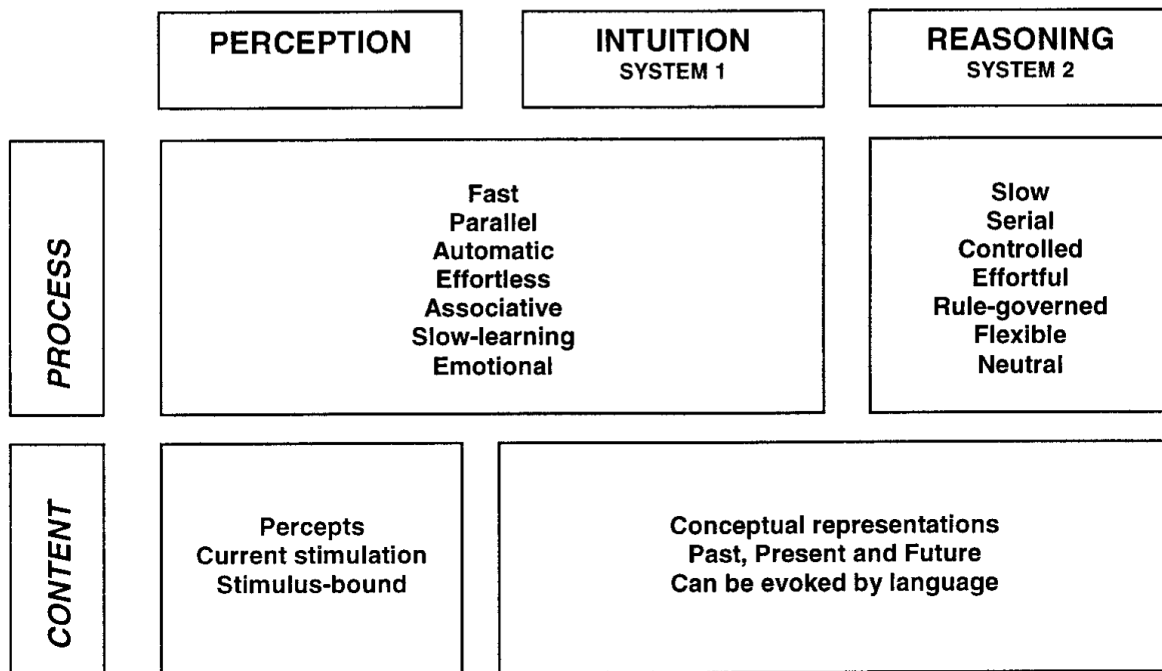 PERCEPTION
INTUITION
SYSTEM 1
REASONING
SYSTEM 2
PROCESS
Fast
Parallel
Automatic
Effortless
Associative
Slow-learning
Emotional
Slow
Serial
Controlled
Effortful
Rule-governed
Flexible
Neutral
CONTENT
Percepts
Current stimulation
Stimulus-bound
Conceptual representations
Past, Present and Future
Can be evoked by language